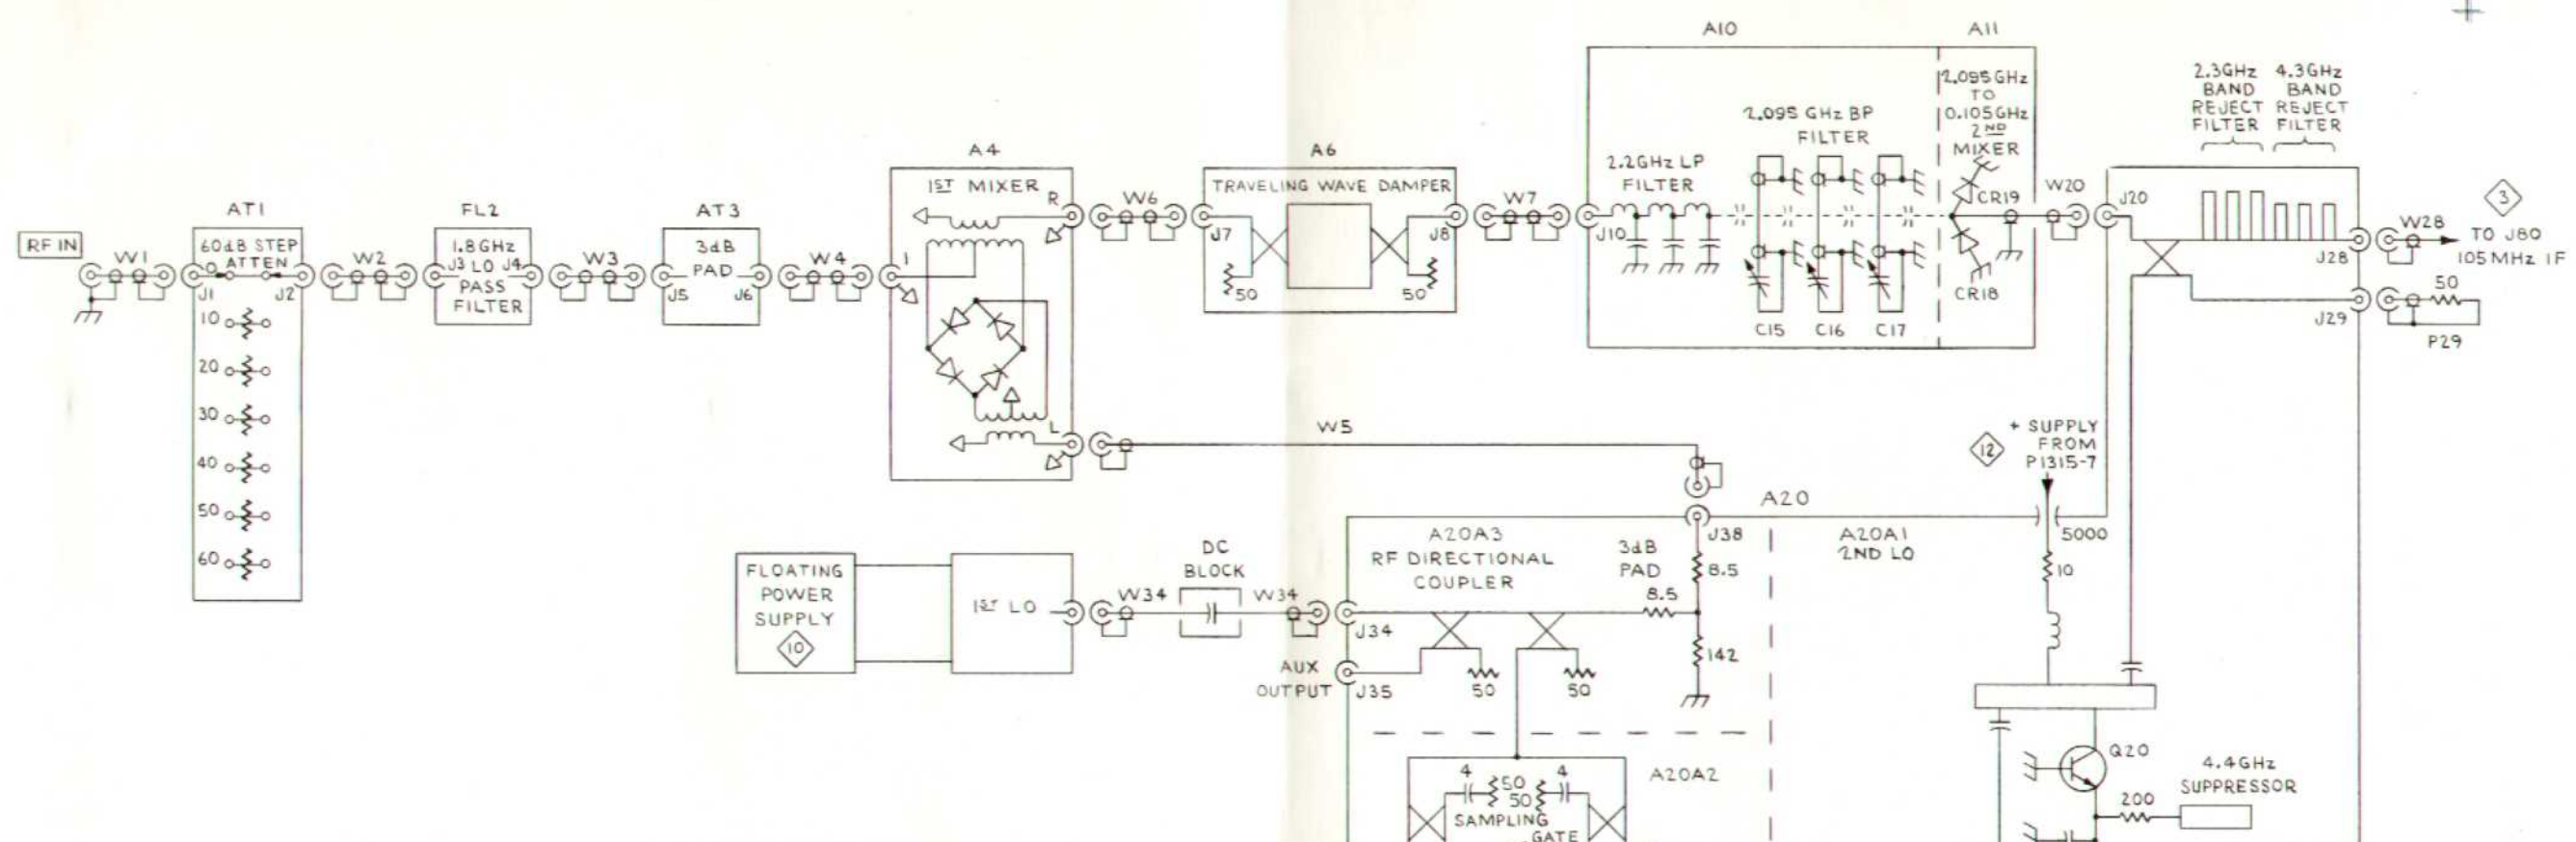 RF IN
W1
AT1
60dB STEP
ATTEN
0
J1
J2
10
20
30
40
50
60
W2
FL2
1.8GHz
J3 LO J4
PASS
FILTER
W3
AT3
3dB
PAD
J5
J6
W4
A4
1ST MIXER
R
I
L
W6
A6
TRAVELING WAVE DAMPER
J7
J8
50
50
W7
A10
2.2GHz LP
FILTER
2.095 GHz BP
FILTER
J10
C15
C16
C17
A11
2.095GHz
TO
0.105GHz
2ND
MIXER
CR19
CR18
W20
J20
2.3GHz
BAND
REJECT
FILTER
4.3GHz
BAND
REJECT
FILTER
J28
W28
3
TO J80
105MHz IF
J29
50
P29
W5
12
+ SUPPLY
FROM
P1315-7
A20
5000
10
FLOATING
POWER
SUPPLY
10
1ST LO
W34
DC
BLOCK
W34
J34
AUX
OUTPUT
J35
A20A3
RF DIRECTIONAL
COUPLER
50
50
3dB
PAD
8.5
J38
8.5
142
A20A1
2ND LO
A20A2
4
50
50
4
SAMPLING
GATE
Q20
200
4.4GHz
SUPPRESSOR